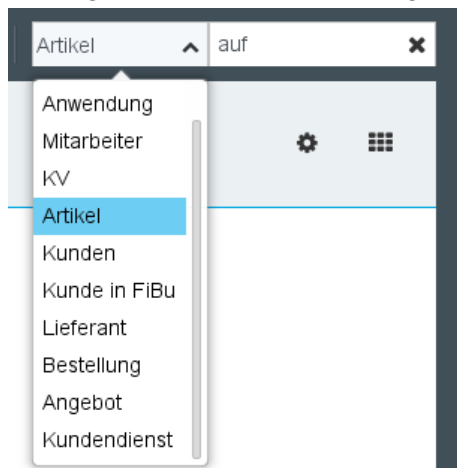 Artikel auf
Anwendung
Mitarbeiter
KV
Artikel
Kunden
Kunde in FiBu
Lieferant
Bestellung
Angebot
Kundendienst